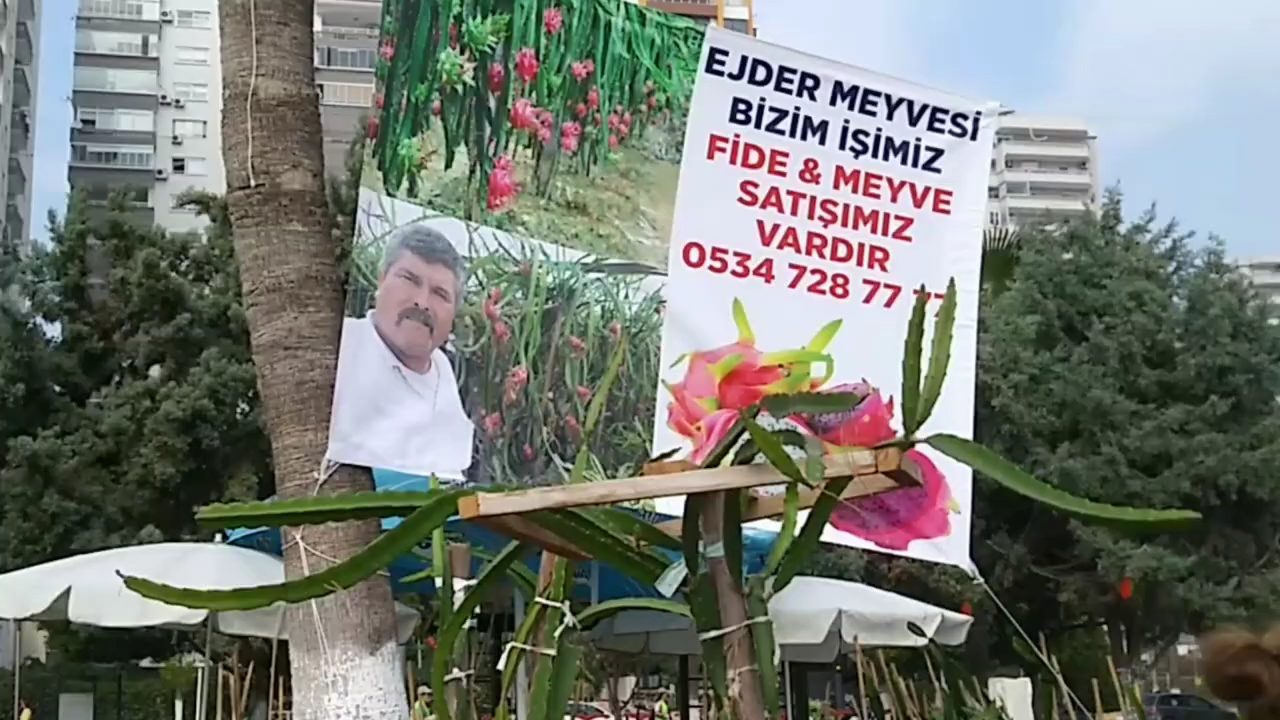 EJDER MEYVESİ
BİZİM İŞİMİZ
FİDE & MEYVE
SATIŞIMIZ
VARDIR
0534 728 77